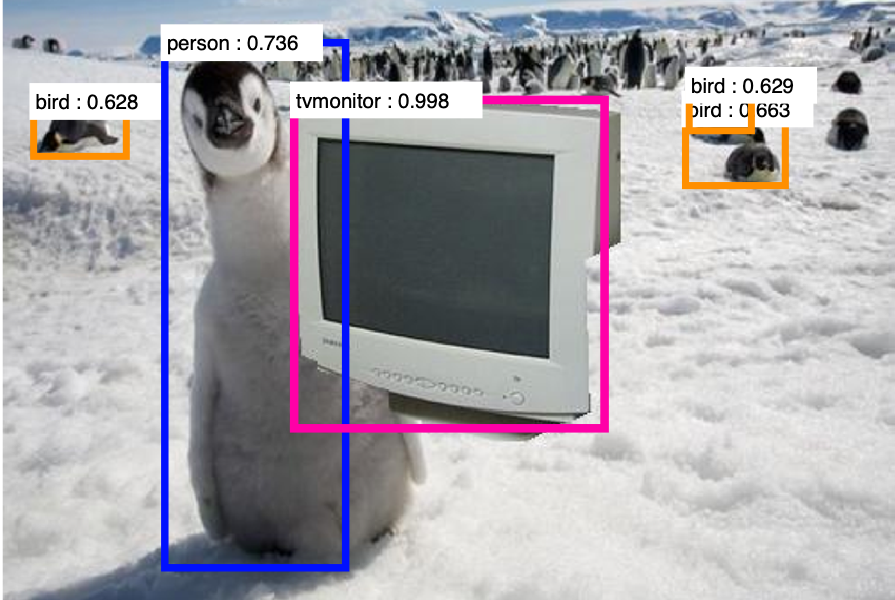 person : 0.736
bird : 0.629
tvmonitor : 0.998
bird : 0.628
bird : 0.663